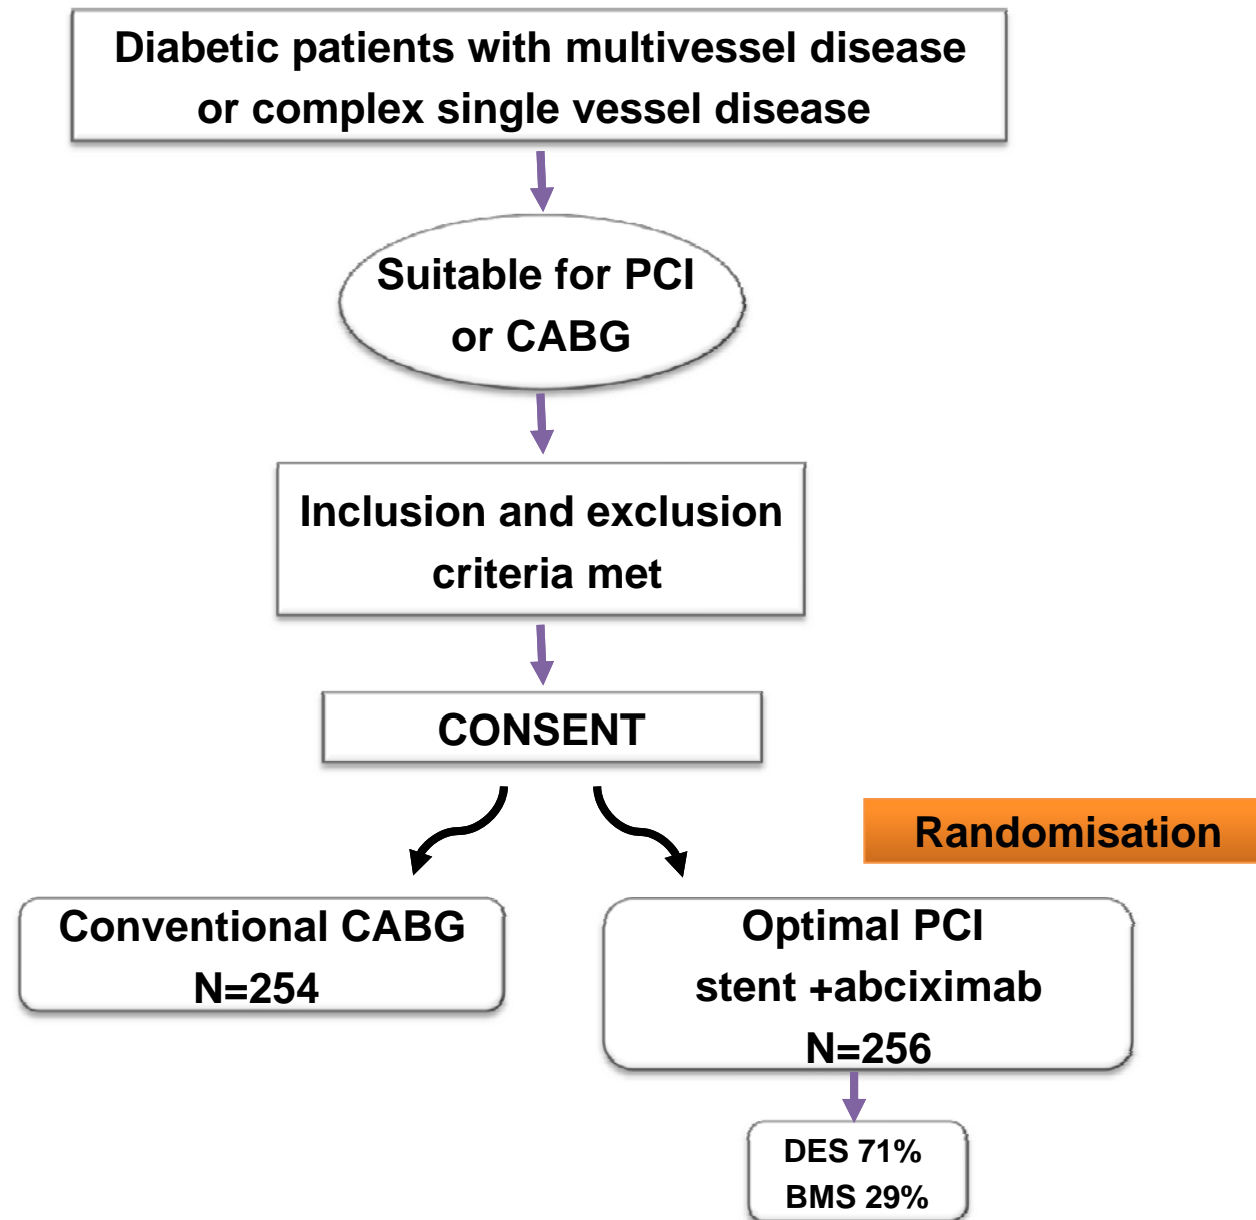 Diabetic patients with multivessel disease
or complex single vessel disease
Suitable for PCI
or CABG
Inclusion and exclusion
criteria met
CONSENT
Randomisation
Conventional CABG
N=254
Optimal PCI
stent +abciximab
N=256
DES 71%
BMS 29%